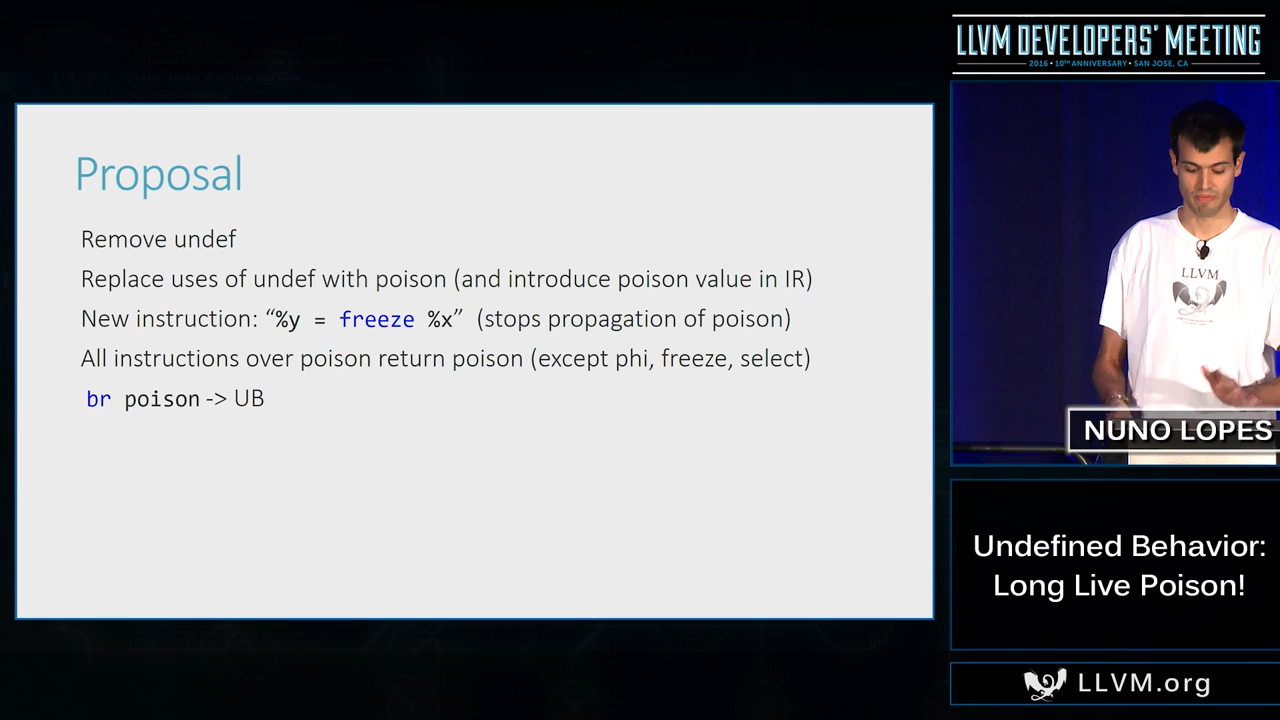 LLVM DEVELOPERS' MEETING
2016 • 10TH ANNIVERSARY • SAN JOSE, CA
Proposal
Remove undef
Replace uses of undef with poison (and introduce poison value in IR)
New instruction: “%y = freeze %x” (stops propagation of poison)
All instructions over poison return poison (except phi, freeze, select)
br poison -> UB
LLVM
NUNO LOPES
Undefined Behavior:
Long Live Poison!
LLVM.org